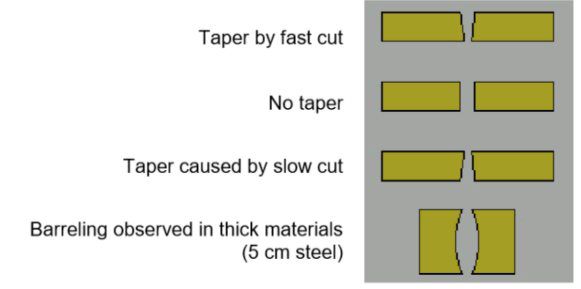 Taper by fast cut
No taper
Taper caused by slow cut
Barreling observed in thick materials
(5 cm steel)